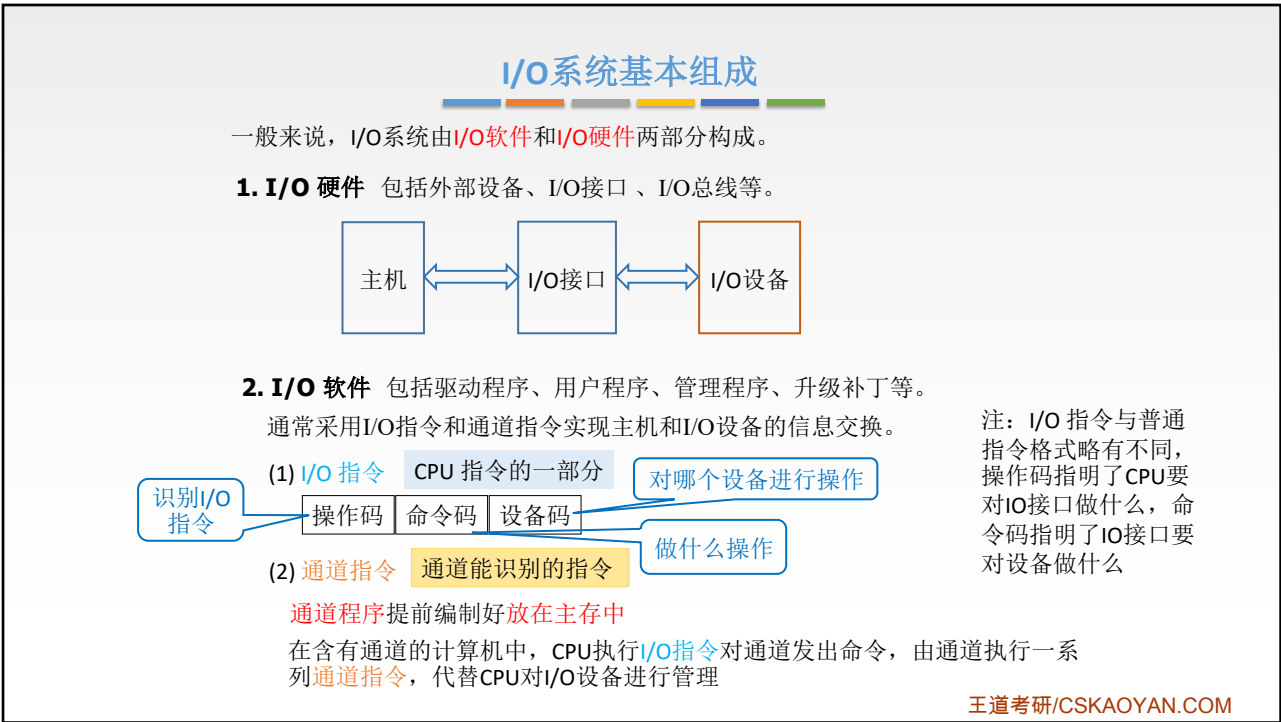 I/O系统基本组成
一般来说，I/O系统由I/O软件和I/O硬件两部分构成。
1. I/O 硬件 包括外部设备、I/O接口 、I/O总线等。
主机
I/O接口
I/O设备
2. I/O 软件 包括驱动程序、用户程序、管理程序、升级补丁等。
通常采用I/O指令和通道指令实现主机和I/O设备的信息交换。
(1) I/O 指令
CPU 指令的一部分
对哪个设备进行操作
识别I/O
指令
操作码 命令码 设备码
做什么操作
(2) 通道指令
通道能识别的指令
通道程序提前编制好放在主存中
在含有通道的计算机中，CPU执行I/O指令对通道发出命令，由通道执行一系
列通道指令，代替CPU对I/O设备进行管理
注：I/O 指令与普通
指令格式略有不同，
操作码指明了CPU要
对IO接口做什么，命
令码指明了IO接口要
对设备做什么
王道考研/CSKAOYAN.COM